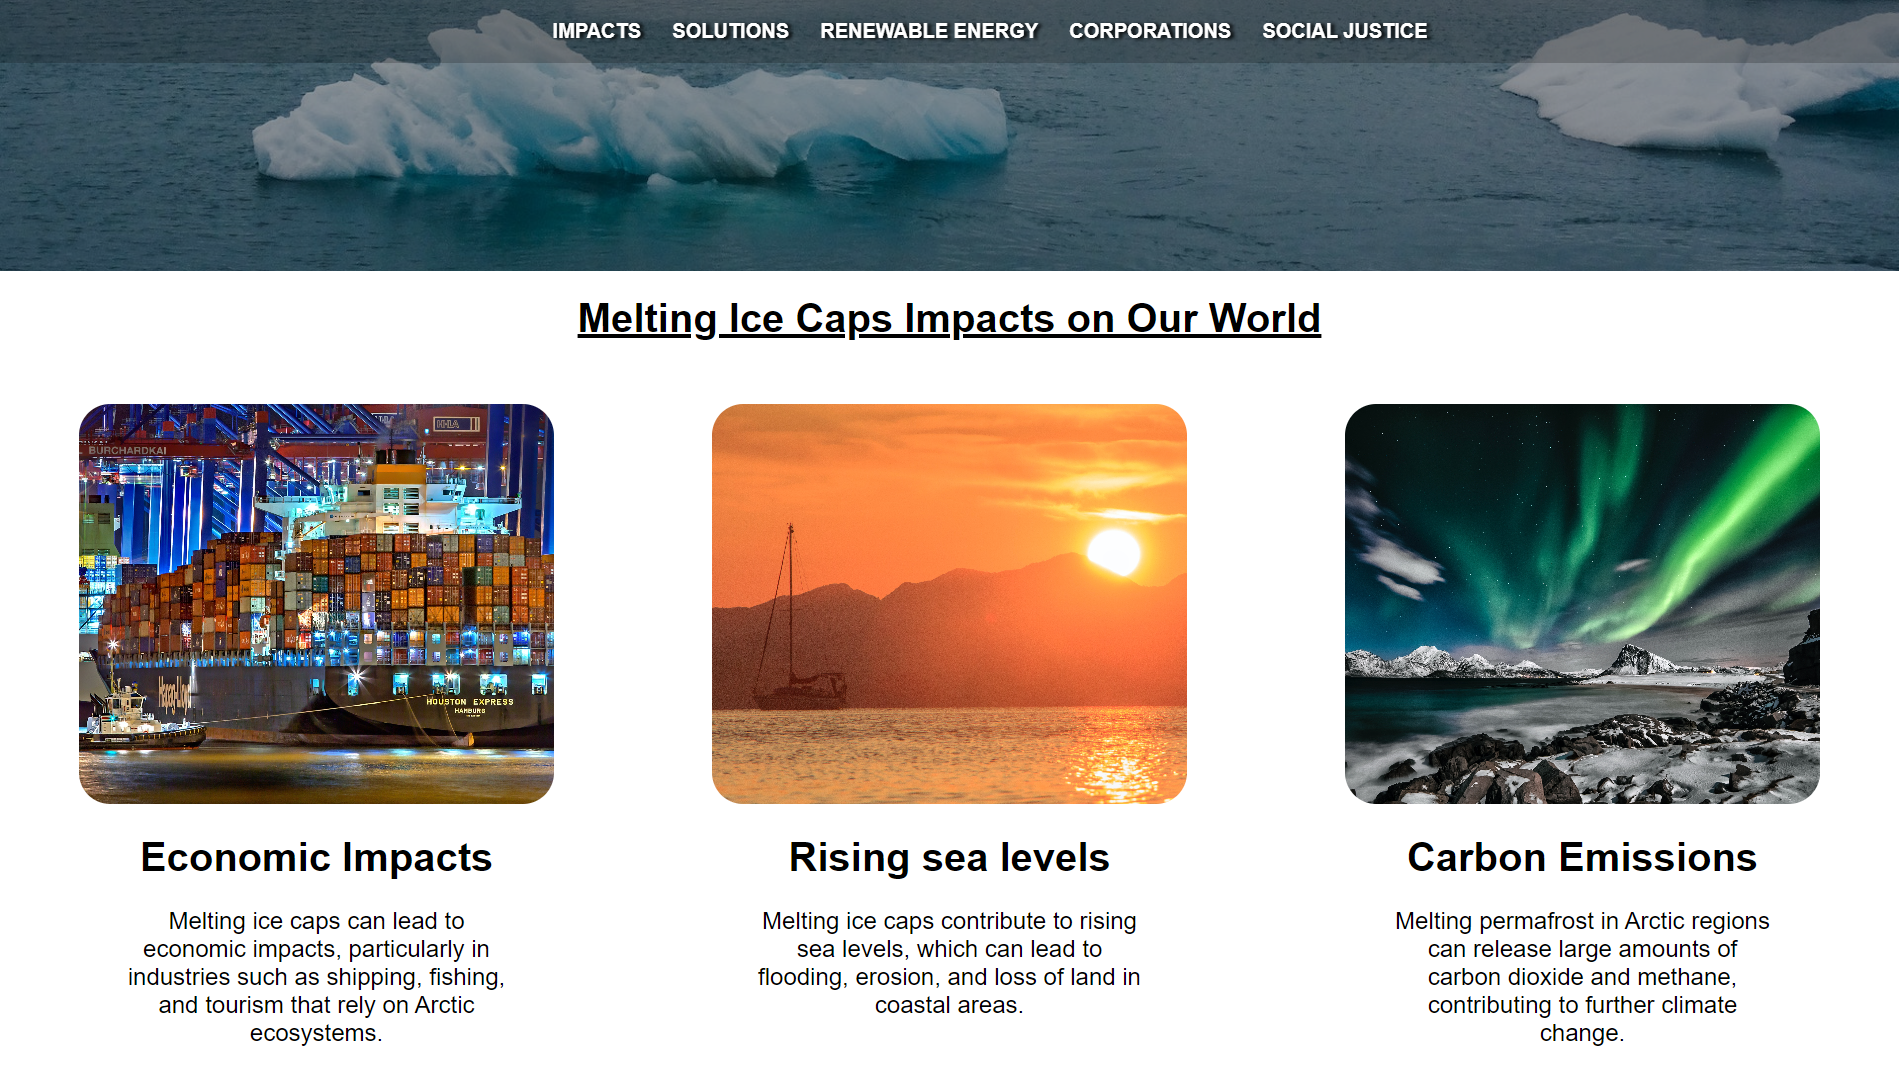 IMPACTS SOLUTIONS RENEWABLE ENERGY CORPORATIONS SOCIAL JUSTICE
Melting Ice Caps Impacts on Our World
HHLA
BURCHARDKAI
Hapag-Lloyd
HOUSTON EXPRESS
HAMBURG
Economic Impacts
Melting ice caps can lead to
economic impacts, particularly in
industries such as shipping, fishing,
and tourism that rely on Arctic
ecosystems.
Rising sea levels
Melting ice caps contribute to rising
sea levels, which can lead to
flooding, erosion, and loss of land in
coastal areas.
Carbon Emissions
Melting permafrost in Arctic regions
can release large amounts of
carbon dioxide and methane,
contributing to further climate
change.